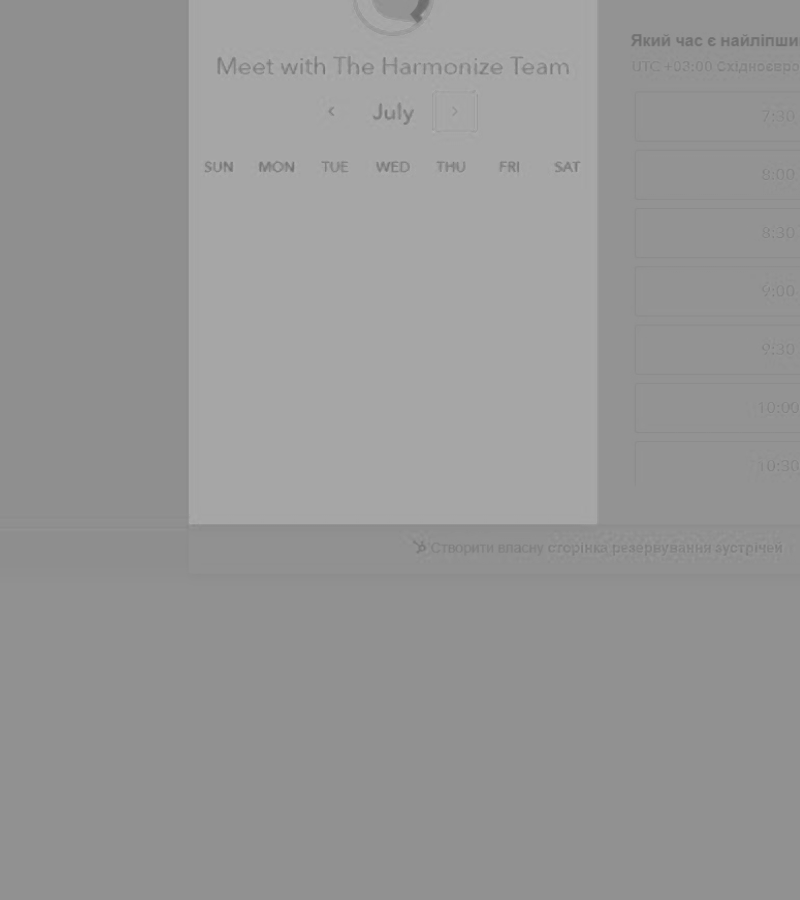 Meet with The Harmonize Team
July
SUN MON TUE WED THU FRI SAT
Який час є найліпши
UTC +03:00 Східноєвро
7:30
8:00
8:30
9:00
9:30
10:00
10:30
Створити власну сторінка резервування зустрічей